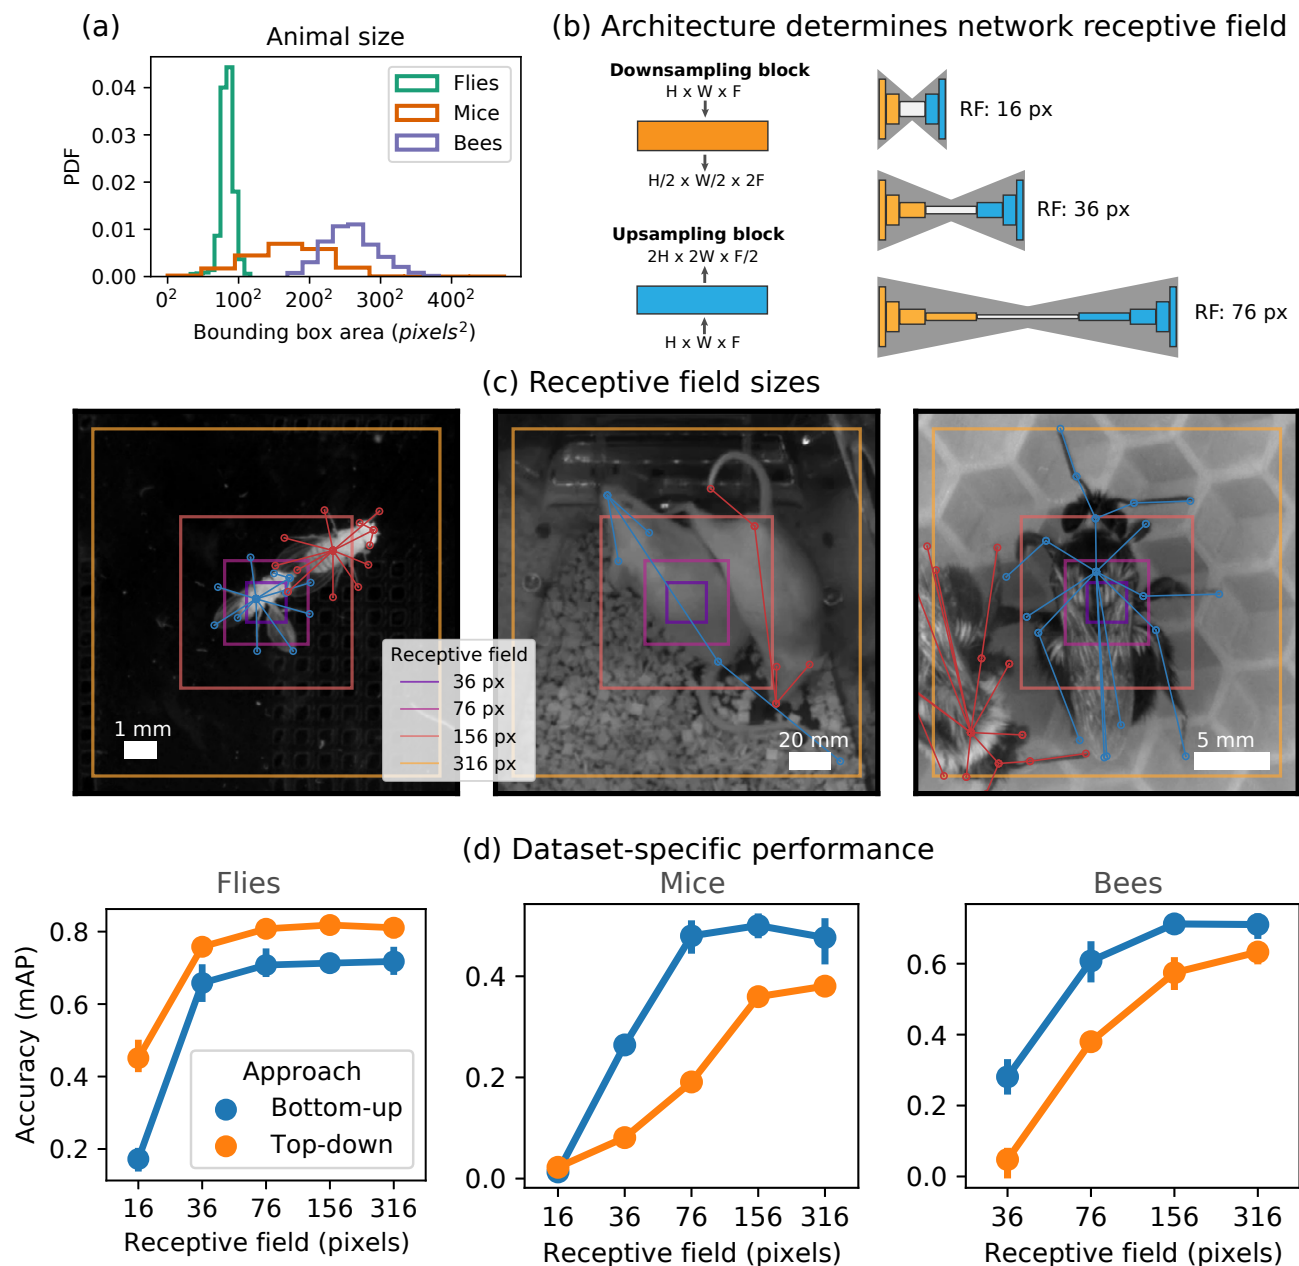 (a)
Animal size
PDF
0.04
0.03
0.02
0.01
0.00
Flies
Mice
Bees
0² 100² 200² 300² 400²
Bounding box area (pixels²)
(b) Architecture determines network receptive field
Downsampling block
H x W x F
H/2 x W/2 x 2F
Upsampling block
2H x 2W x F/2
H x W x F
RF: 16 px
RF: 36 px
RF: 76 px
(c) Receptive field sizes
1 mm
Receptive field
36 px
76 px
156 px
316 px
20 mm
5 mm
(d) Dataset-specific performance
Flies
Accuracy (mAP)
0.8
0.6
0.4
0.2
Approach
Bottom-up
Top-down
16 36 76 156 316
Receptive field (pixels)
Mice
0.4
0.2
0.0
16 36 76 156 316
Receptive field (pixels)
Bees
0.6
0.4
0.2
0.0
36 76 156 316
Receptive field (pixels)